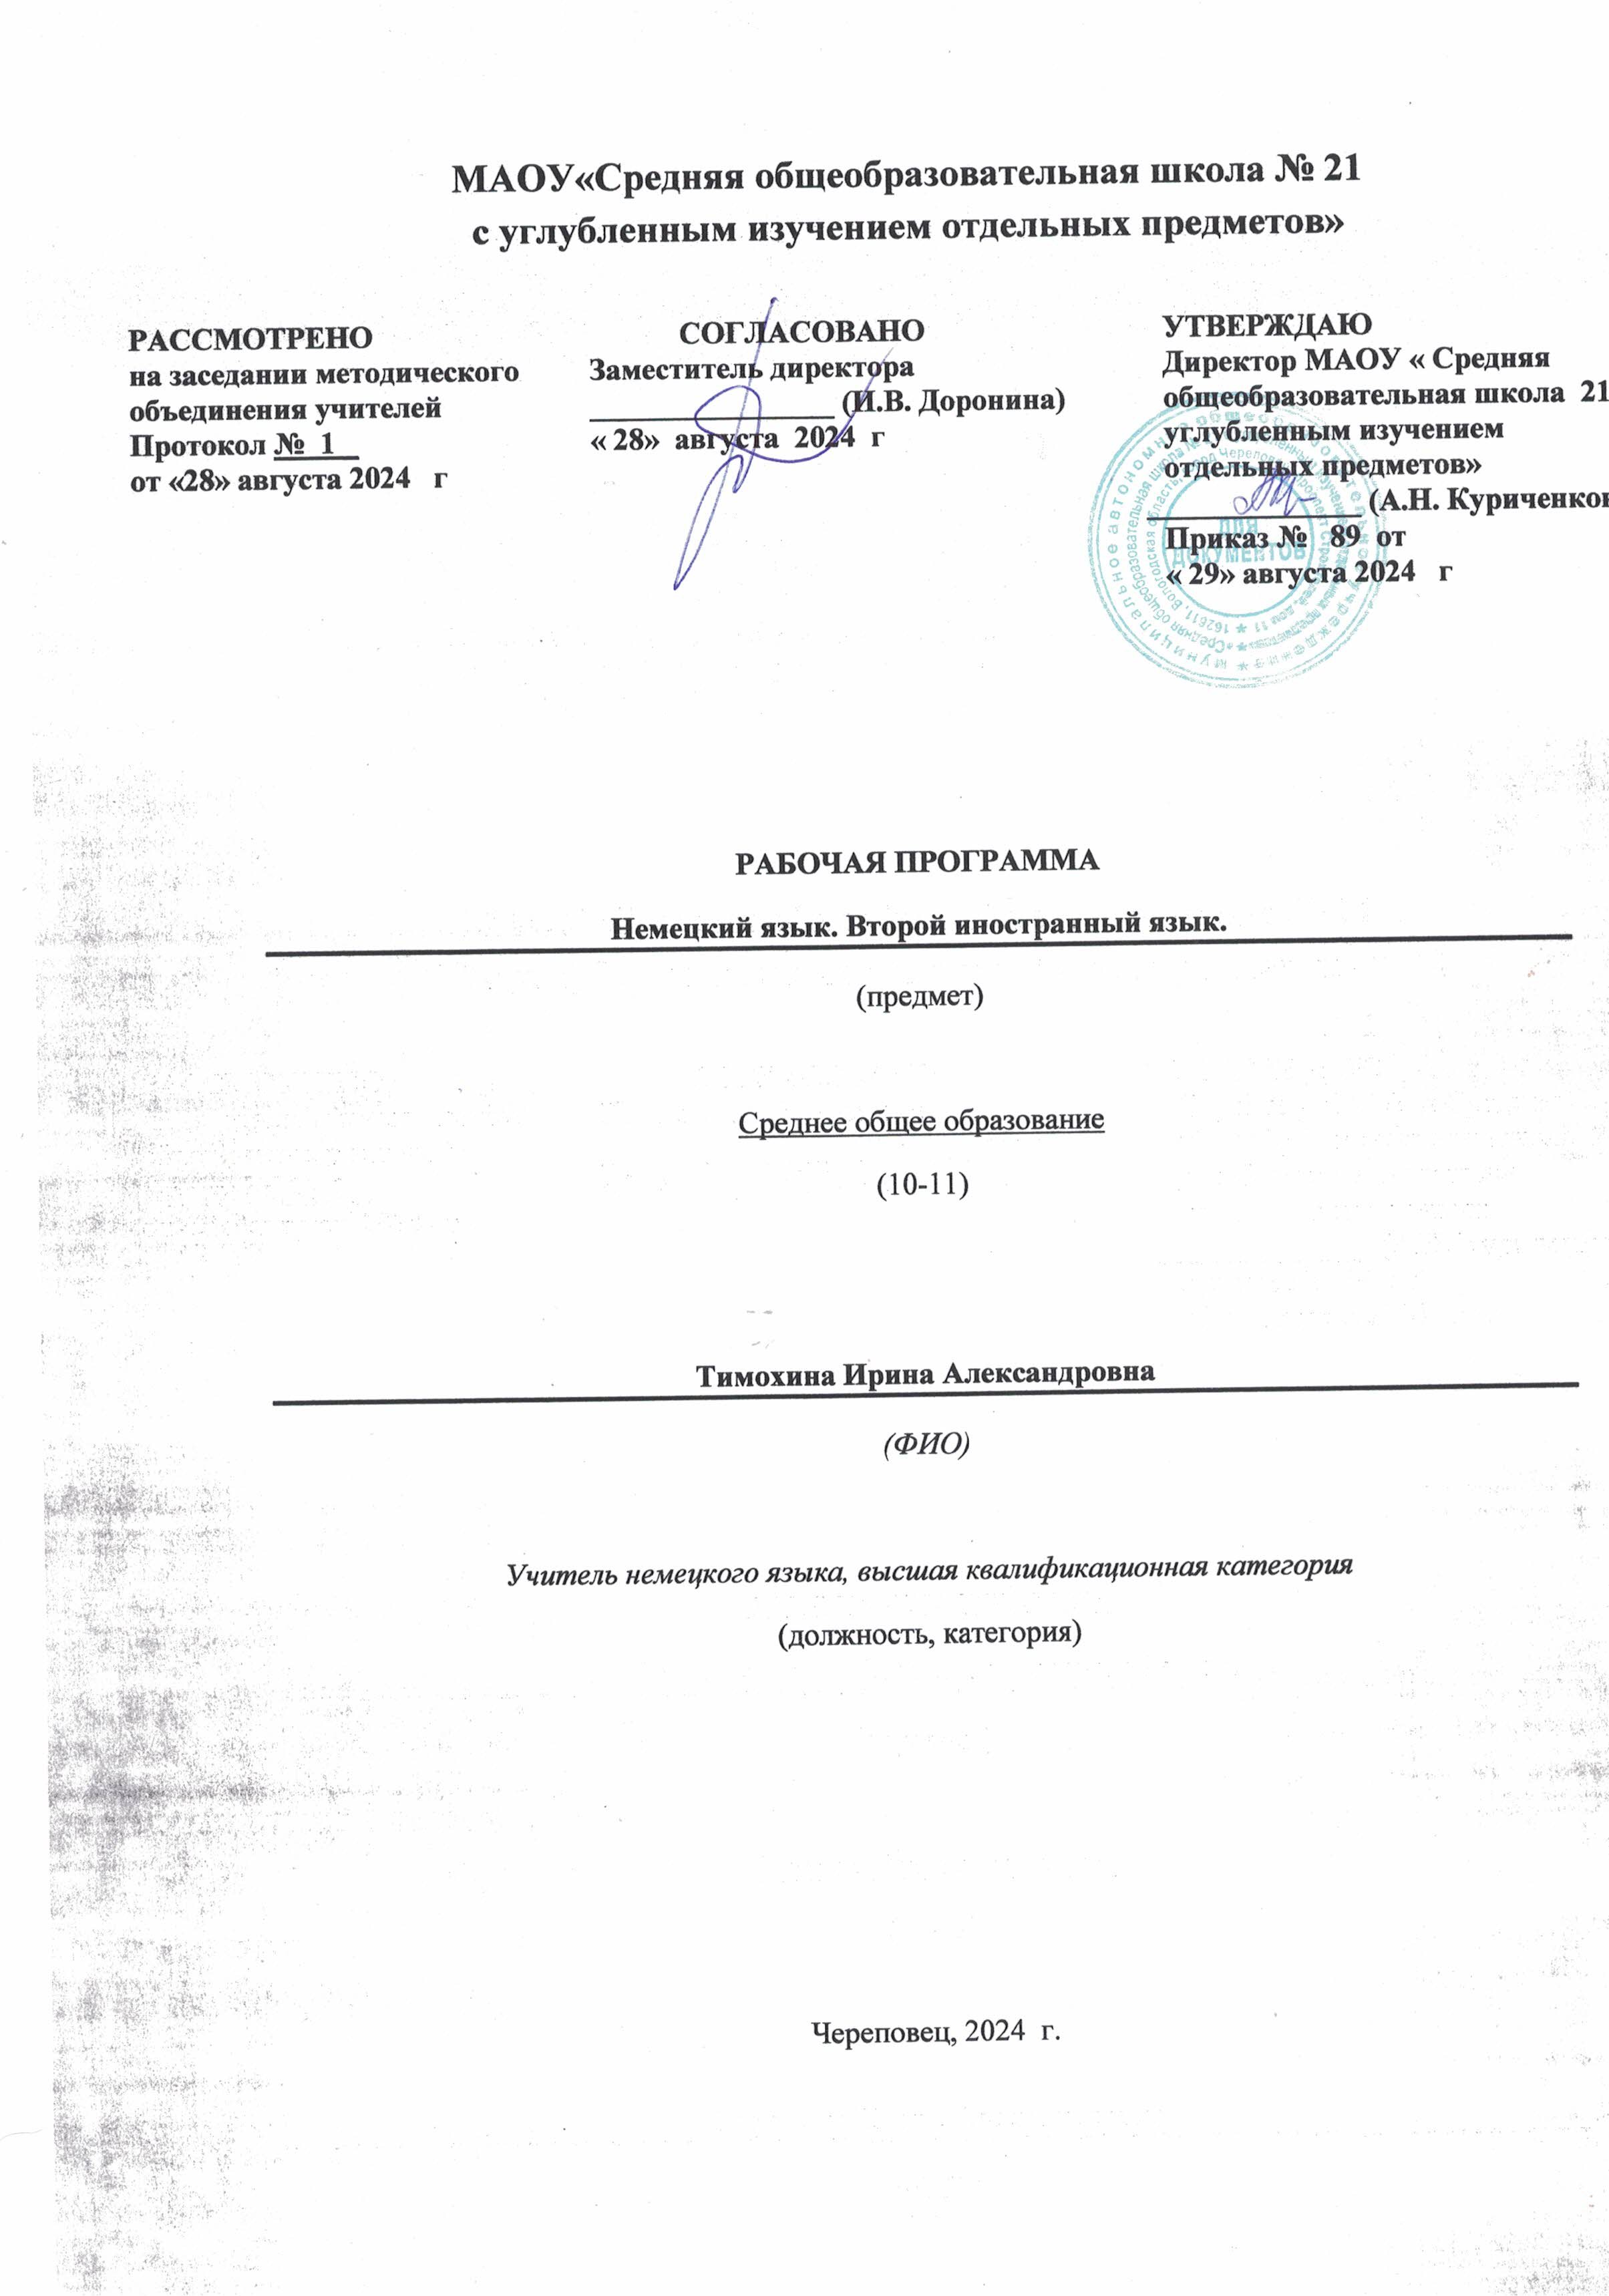 МАОУ«Средняя общеобразовательная школа № 21
с углубленным изучением отдельных предметов»
РАССМОТРЕНО
на заседании методического
объединения учителей
Протокол № 1
от «28» августа 2024 г
СОГЛАСОВАНО
Заместитель директора
(И.В. Доронина)
« 28» августа 2024 г
УТВЕРЖДАЮ
Директор МАОУ « Средняя
общеобразовательная школа 21
углубленным изучением
отдельных предметов»
(А.Н. Куриченков
Приказ № 89 от
« 29» августа 2024 г
ДЛЯ
ДОКУМЕНТОВ
РАБОЧАЯ ПРОГРАММА
Немецкий язык. Второй иностранный язык.
(предмет)
Среднее общее образование
(10-11)
Тимохина Ирина Александровна
(ФИО)
Учитель немецкого языка, высшая квалификационная категория
(должность, категория)
Череповец, 2024 г.